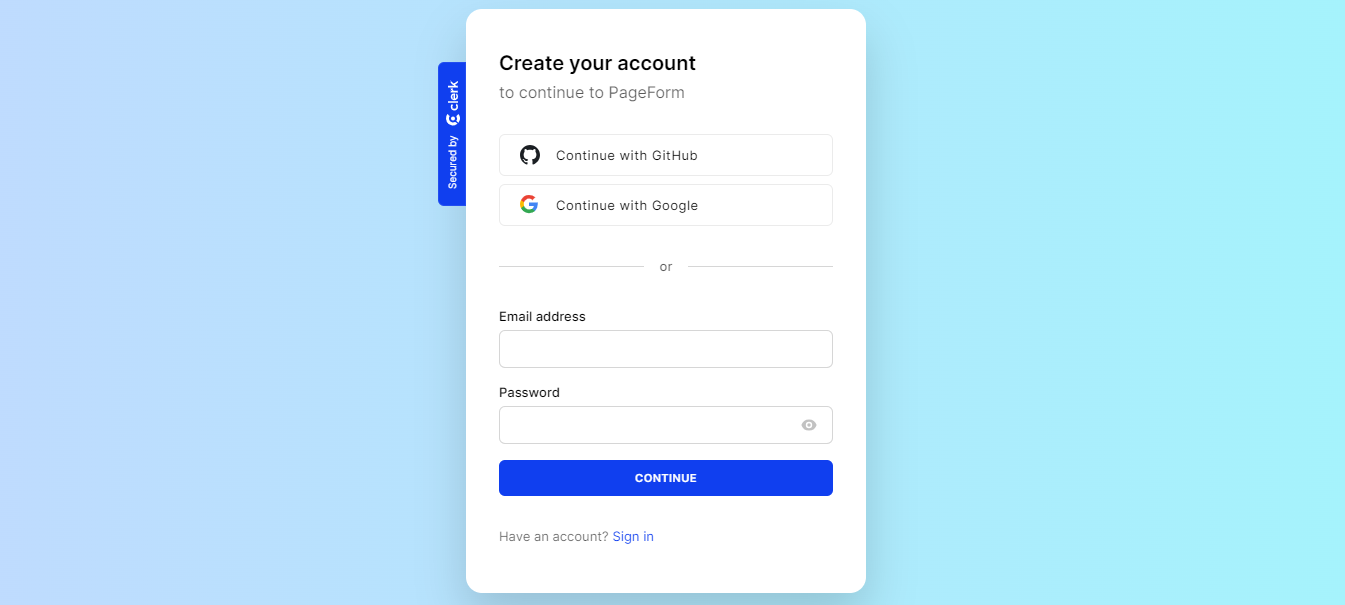 Create your account
to continue to PageForm
Secured by clerk
Continue with GitHub
Continue with Google
or
Email address
Password
CONTINUE
Have an account? Sign in